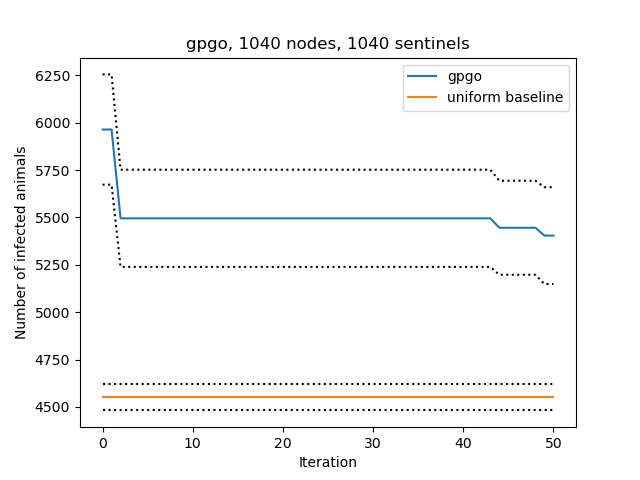 gpgo, 1040 nodes, 1040 sentinels
gpgo
uniform baseline
Number of infected animals
6250
6000
5750
5500
5250
5000
4750
4500
0 10 20 30 40 50
Iteration